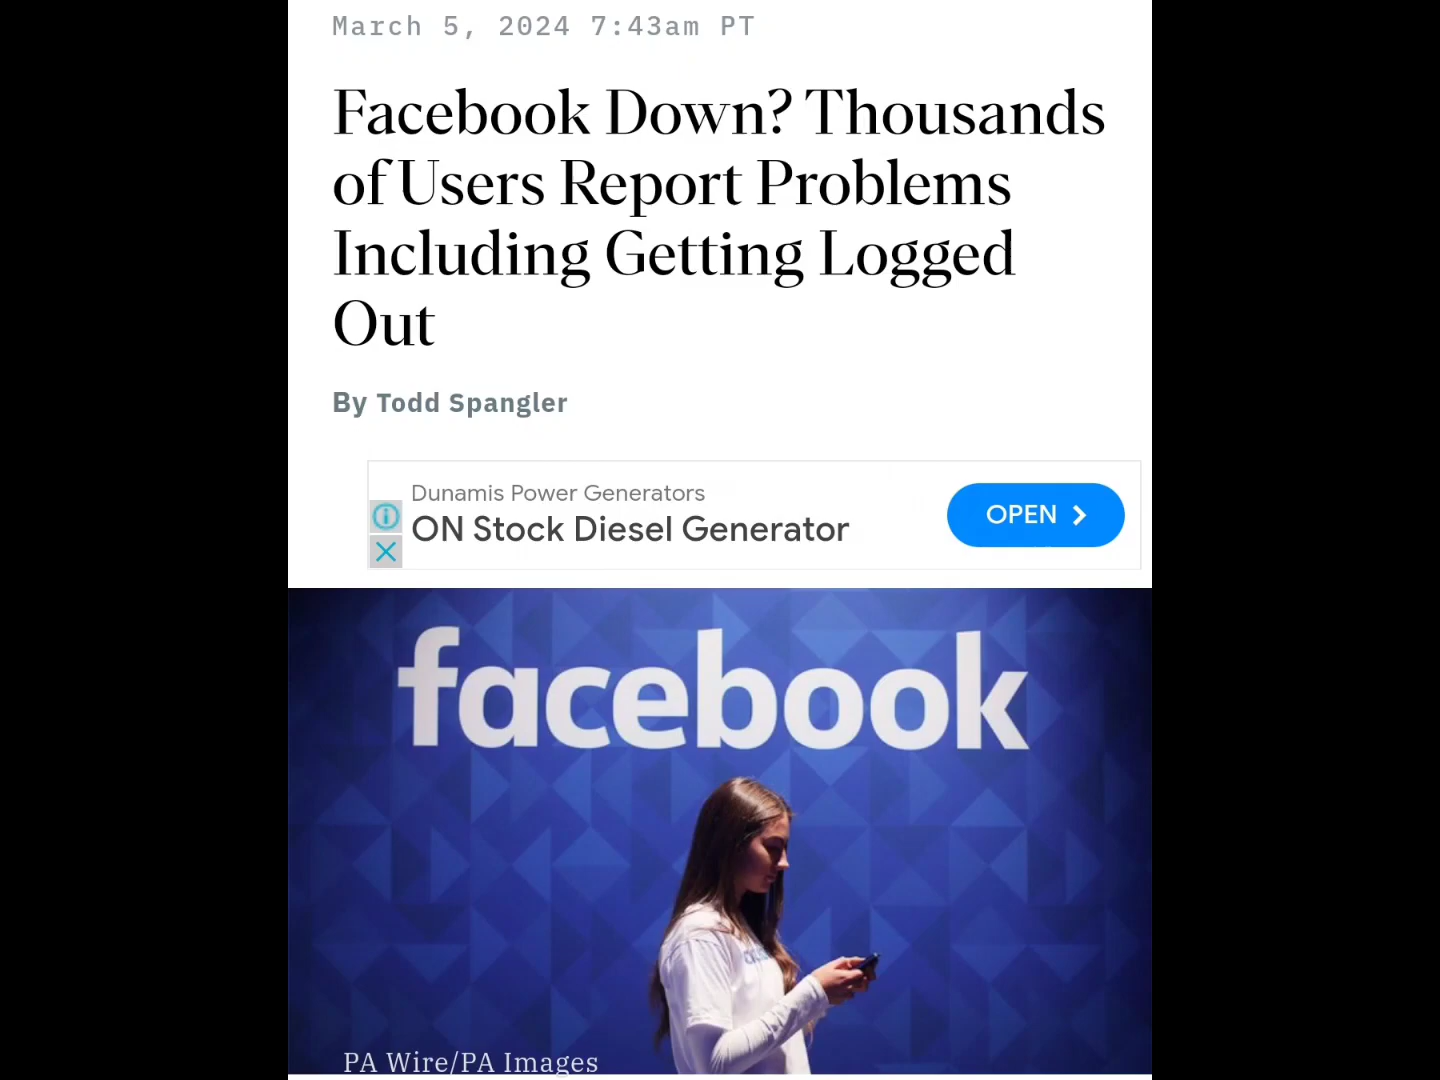 March 5, 2024 7:43am PT
Facebook Down? Thousands
of Users Report Problems
Including Getting Logged
Out
By Todd Spangler
Dunamis Power Generators
ON Stock Diesel Generator
OPEN
facebook
PA Wire/PA Images